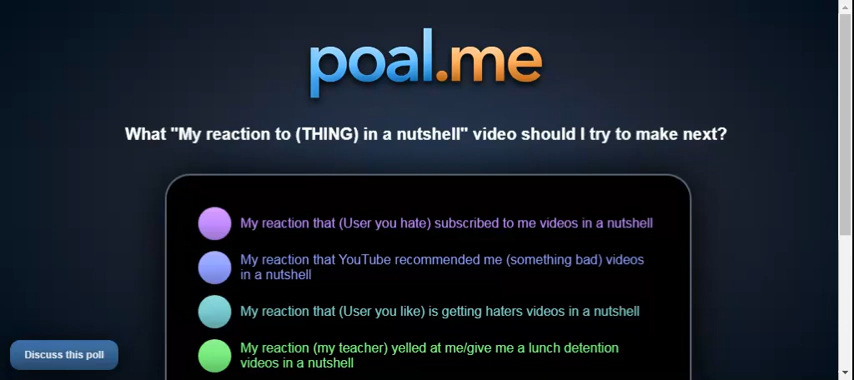 poal.me
What "My reaction to (THING) in a nutshell" video should I try to make next?
My reaction that (User you hate) subscribed to me videos in a nutshell
My reaction that YouTube recommended me (something bad) videos
in a nutshell
My reaction that (User you like) is getting haters videos in a nutshell
My reaction (my teacher) yelled at me/give me a lunch detention
videos in a nutshell
Discuss this poll